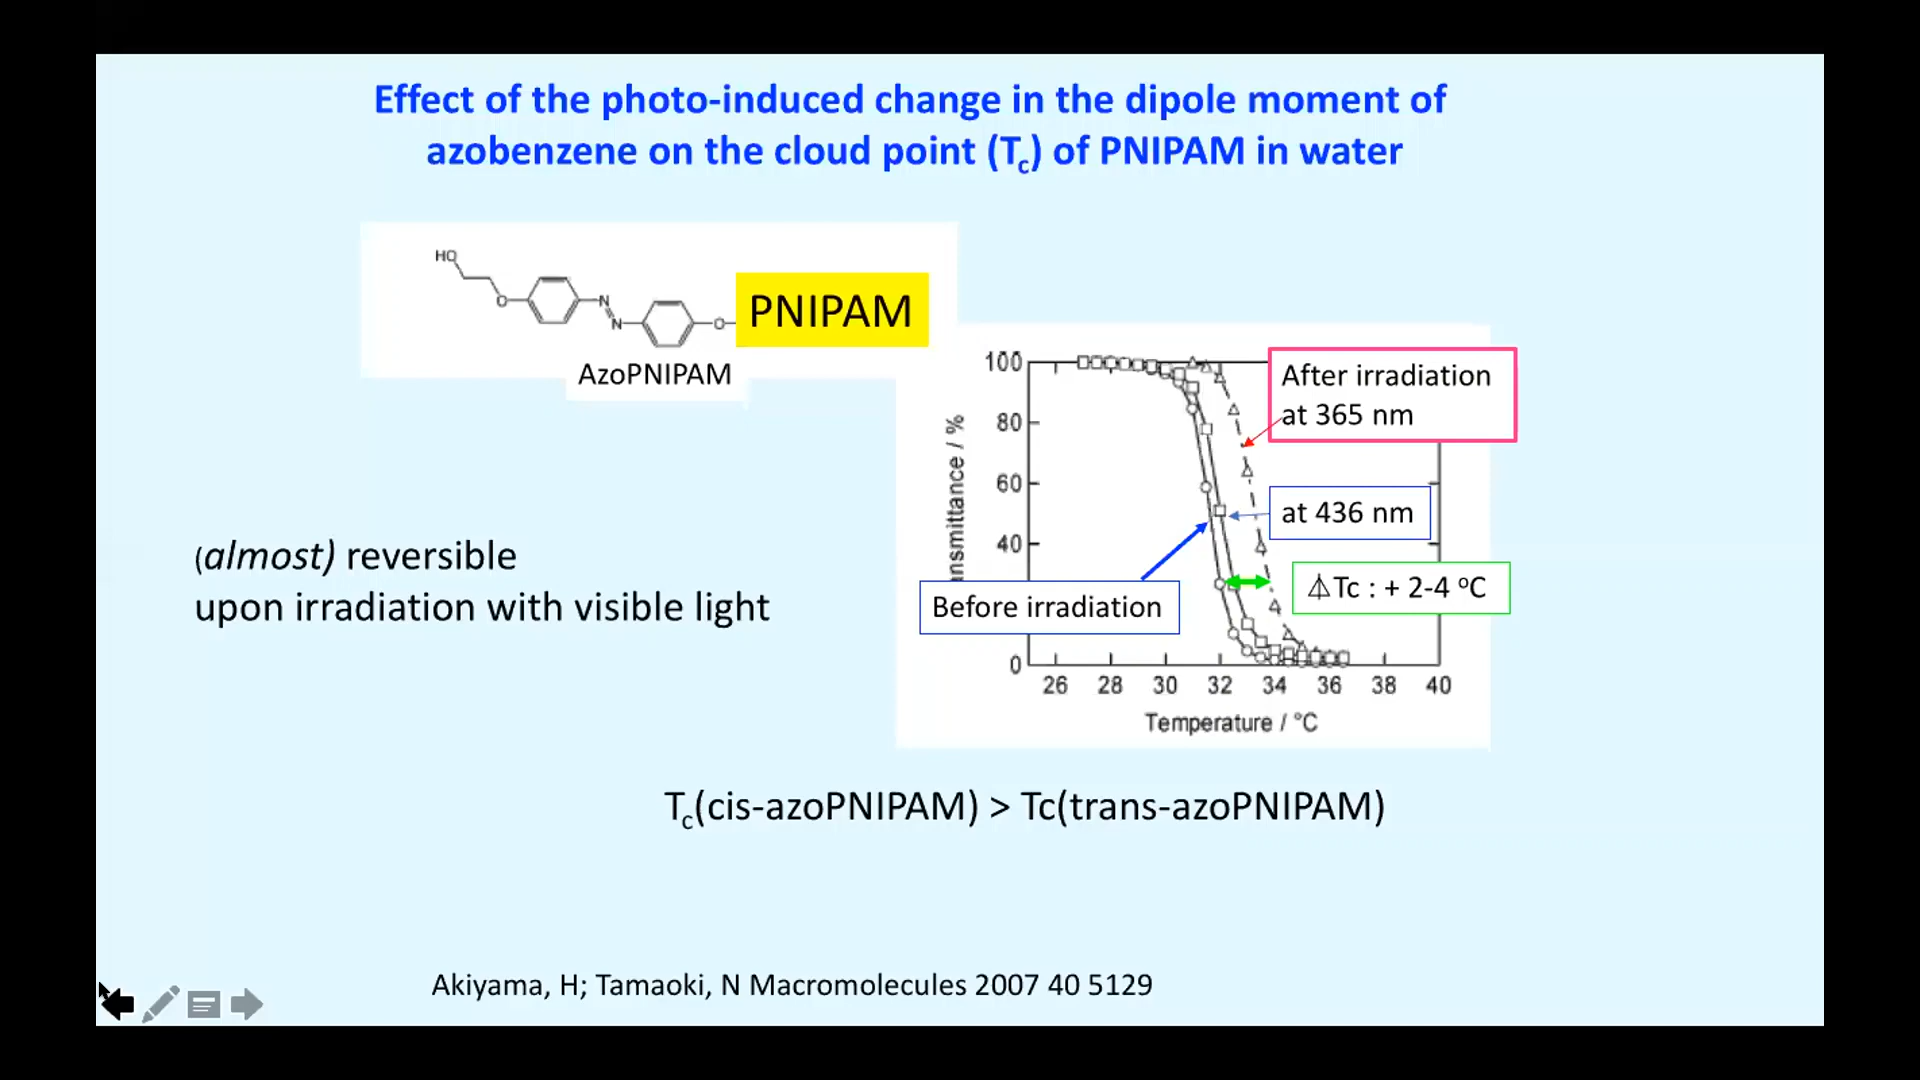 Effect of the photo-induced change in the dipole moment of
azobenzene on the cloud point (Tc) of PNIPAM in water
HO
O
N
N
O
PNIPAM
AzoPNIPAM
(almost) reversible
upon irradiation with visible light
100
80
60
40
0
nsmittance / %
26 28 30 32 34 36 38 40
Temperature / °C
After irradiation
at 365 nm
at 436 nm
Before irradiation
⏃Tc : + 2-4 °C
Tc(cis-azoPNIPAM) > Tc(trans-azoPNIPAM)
Akiyama, H; Tamaoki, N Macromolecules 2007 40 5129